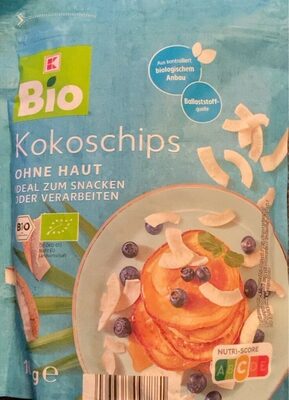 K
Bio
Aus kontrolliert
biologischem
Anbau
Ballaststoff-
quelle
Kokoschips
OHNE HAUT
IDEAL ZUM SNACKEN
ODER VERARBEITEN
BIO
NUTRI-SCORE
A B C D E